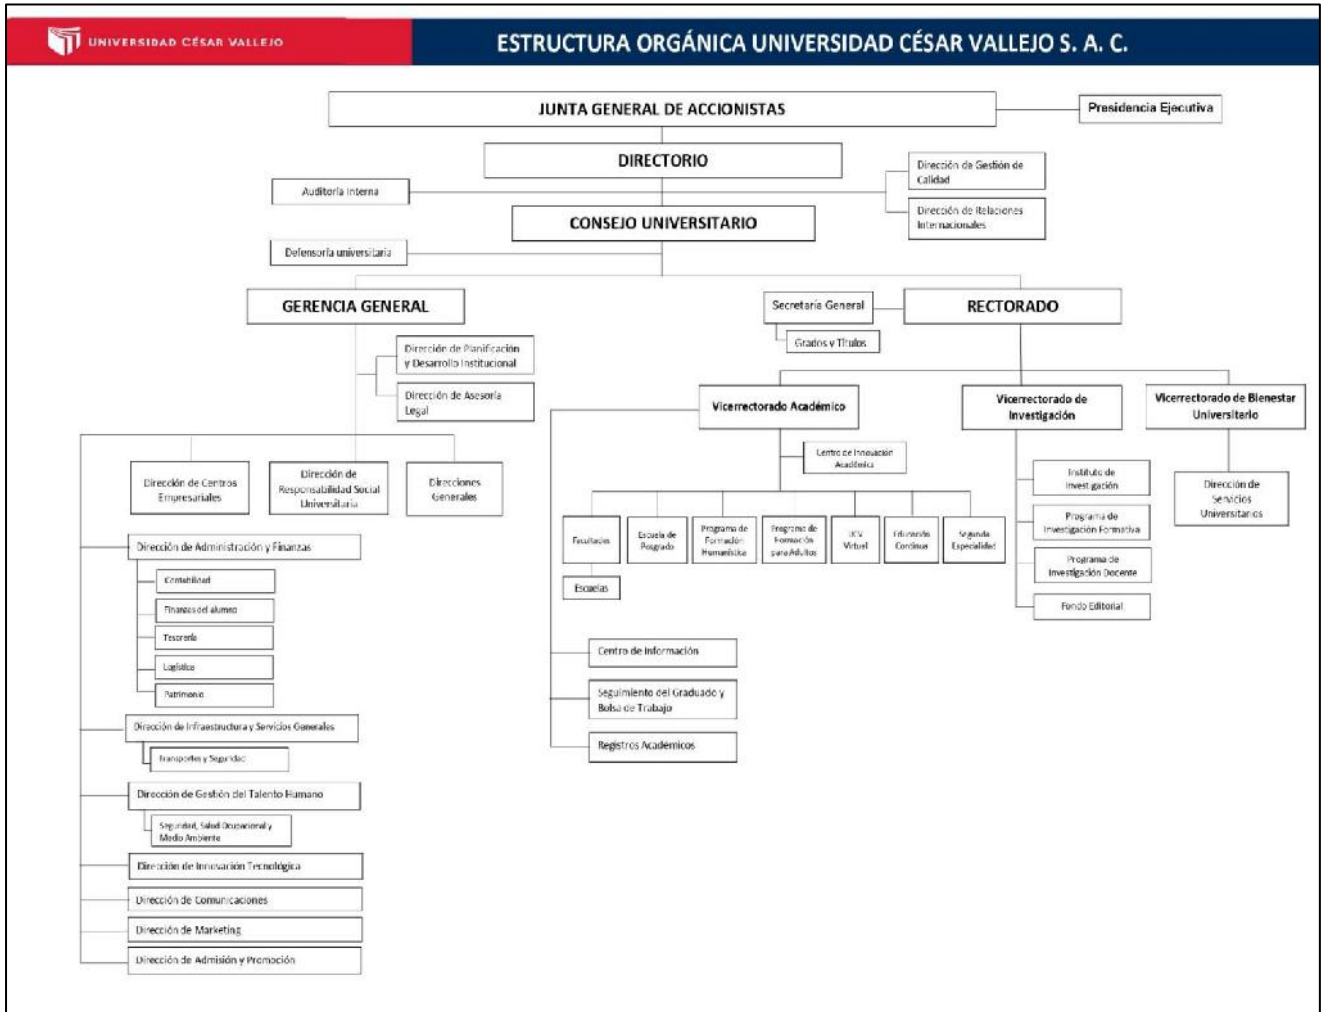 UNIVERSIDAD CÉSAR VALLEJO
ESTRUCTURA ORGÁNICA UNIVERSIDAD CÉSAR VALLEJO S. A. C.
JUNTA GENERAL DE ACCIONISTAS
Presidencia Ejecutiva
DIRECTORIO
Dirección de Gestión de
Calidad
Auditoría Interna
Dirección de Relaciones
Internacionales
CONSEJO UNIVERSITARIO
Defensoría universitaria
GERENCIA GENERAL
Secretaría General
RECTORADO
Grados y Títulos
Dirección de Planificación
y Desarrollo Institucional
Dirección de Asesoría
Legal
Vicerrectorado Académico
Vicerrectorado de
Investigación
Vicerrectorado de Bienestar
Universitario
Centro de Innovación
Académica
Dirección de Centros
Empresariales
Dirección de
Responsabilidad Social
Universitaria
Direcciones
Generales
Instituto de
Investigación
Dirección de
Servicios
Universitarios
Programa de
Investigación Formativa
Programa de
Investigación Docente
Fondo Editorial
Facultades
Escuela de
Posgrado
Programa de
Formación
Humanística
Programa de
Formación
para Adultos
UCV
Virtual
Educación
Continua
Segunda
Especialidad
Escuelas
Dirección de Administración y Finanzas
Contabilidad
Finanzas del alumno
Tesorería
Logística
Patrimonio
Centro de Información
Seguimiento del Graduado y
Bolsa de Trabajo
Registros Académicos
Dirección de Infraestructura y Servicios Generales
Transportes y Seguridad
Dirección de Gestión del Talento Humano
Seguridad, Salud Ocupacional y
Medio Ambiente
Dirección de Innovación Tecnológica
Dirección de Comunicaciones
Dirección de Marketing
Dirección de Admisión y Promoción